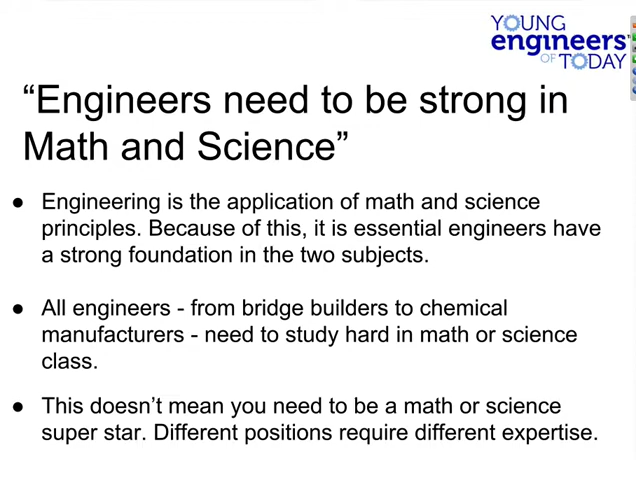 YOUNG
engineers
OF TODAY
“Engineers need to be strong in
Math and Science”
● Engineering is the application of math and science
principles. Because of this, it is essential engineers have
a strong foundation in the two subjects.
● All engineers - from bridge builders to chemical
manufacturers - need to study hard in math or science
class.
● This doesn’t mean you need to be a math or science
super star. Different positions require different expertise.